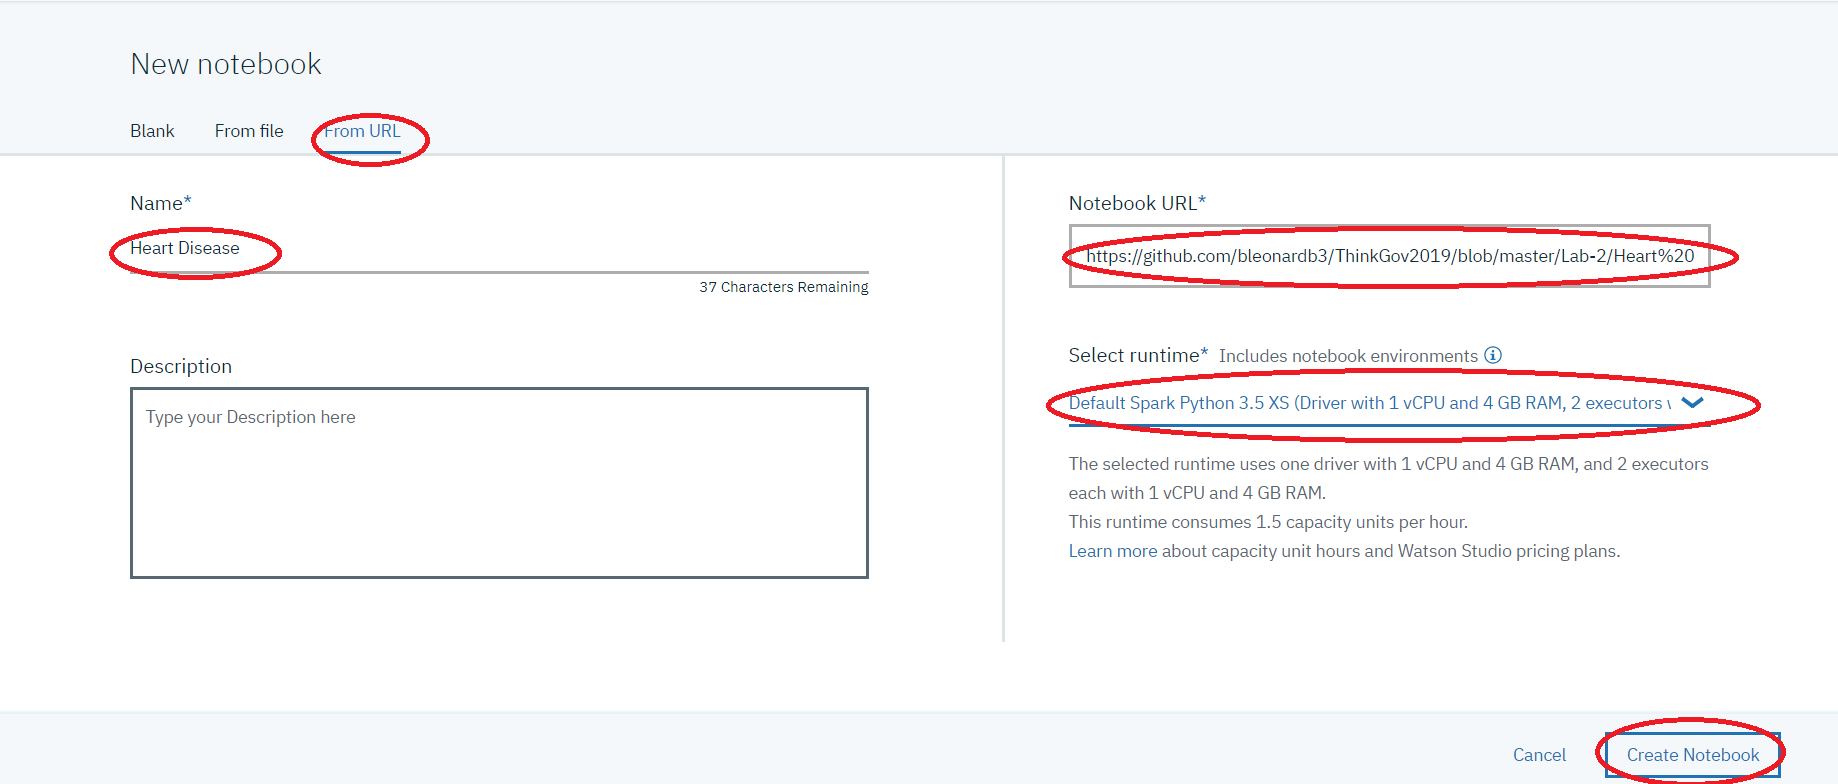 New notebook
Blank From file From URL
Name*
Heart Disease
37 Characters Remaining
Description
Type your Description here
Notebook URL*
https://github.com/bleonardb3/ThinkGov2019/blob/master/Lab-2/Heart%20
Select runtime* Includes notebook environments
Default Spark Python 3.5 XS (Driver with 1 vCPU and 4 GB RAM, 2 executors
The selected runtime uses one driver with 1 vCPU and 4 GB RAM, and 2 executors
each with 1 vCPU and 4 GB RAM.
This runtime consumes 1.5 capacity units per hour.
Learn more about capacity unit hours and Watson Studio pricing plans.
Cancel Create Notebook